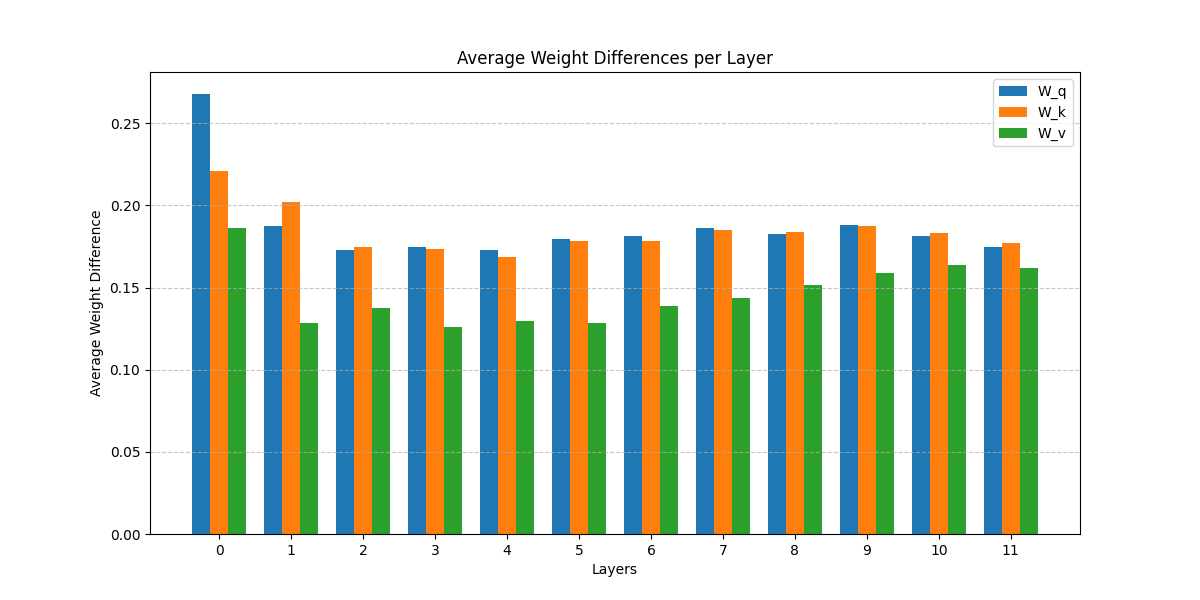 Average Weight Differences per Layer
W_q
W_k
W_v
Average Weight Difference
0.25
0.20
0.15
0.10
0.05
0.00
0 1 2 3 4 5 6 7 8 9 10 11
Layers